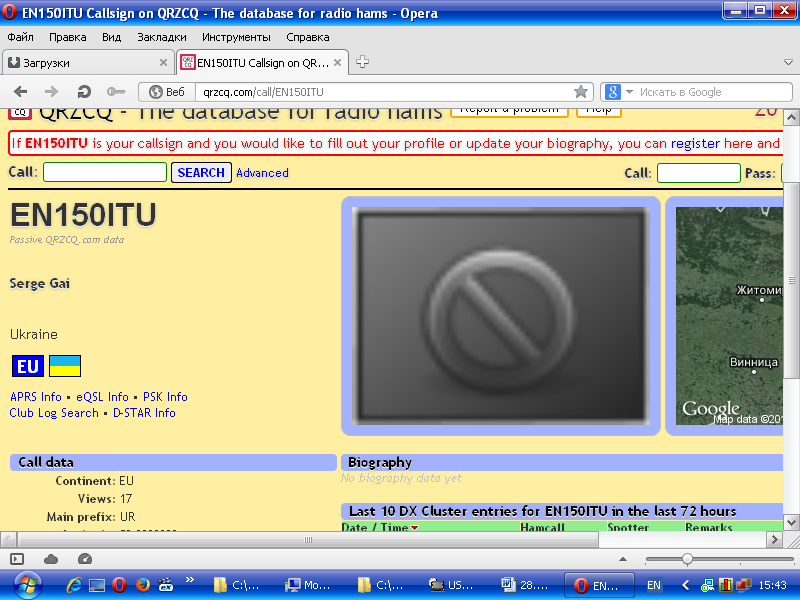 EN150ITU Callsign on QRZCQ - The database for radio hams - Opera
Файл Правка Вид Закладки Инструменты Справка
Загрузки
EN150ITU Callsign on QR...
Веб qrzcq.com/call/EN150ITU Искать в Google
QRZCQ - The database for radio hams Report a problem Help
If EN150ITU is your callsign and you would like to fill out your profile or update your biography, you can register here and
Call: SEARCH Advanced Call: Pass:
EN150ITU
Passive QRZCQ.com data
Serge Gai
Ukraine
EU
APRS Info • eQSL Info • PSK Info
Club Log Search • D-STAR Info
Винница
Google
Map data
Call data
Continent: EU
Views: 17
Main prefix: UR
Biography
No biography data yet
Last 10 DX Cluster entries for EN150ITU in the last 72 hours
Date / Time Hamcall Spotter Remarks
C:\... Mo... C:\... US... 28.... EN... EN 15:43